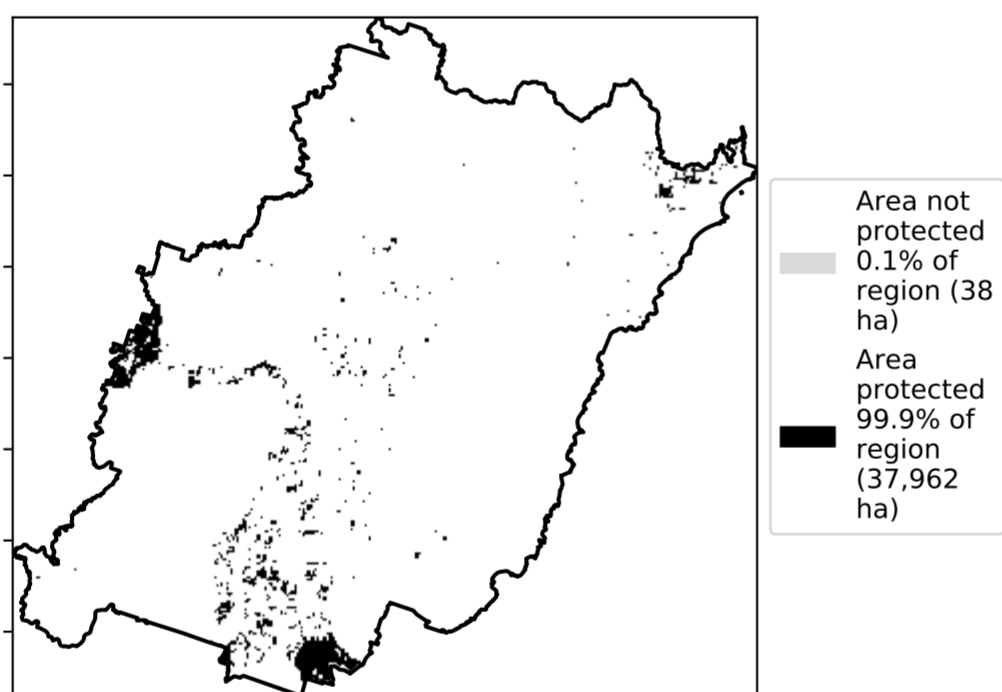 Area not
protected
0.1% of
region (38
ha)
Area
protected
99.9% of
region
(37,962
ha)